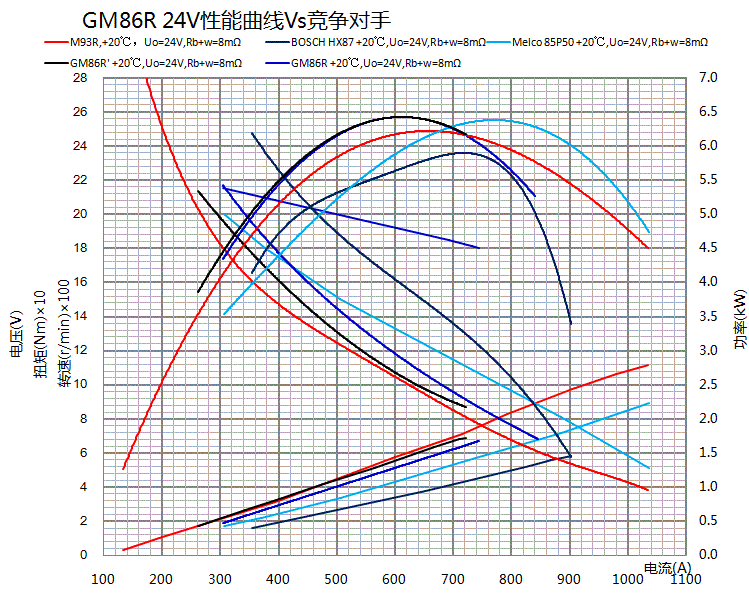 GM86R 24V性能曲线Vs竞争对手
M93R,+20℃，Uo=24V,Rb+w=8mΩ
BOSCH HX87 +20℃,Uo=24V,Rb+w=8mΩ
Melco 85P50 +20℃,Uo=24V,Rb+w=8mΩ
GM86R' +20℃,Uo=24V,Rb+w=8mΩ
GM86R +20℃,Uo=24V,Rb+w=8mΩ
28
26
24
22
20
18
16
14
12
10
8
6
4
2
0
电压(V)
扭矩(Nm)×10
转速(r/min)×100
7.0
6.5
6.0
5.5
5.0
4.5
4.0
3.5
3.0
2.5
2.0
1.5
1.0
0.5
0.0
功率(kW)
电流(A)
100 200 300 400 500 600 700 800 900 1000 1100